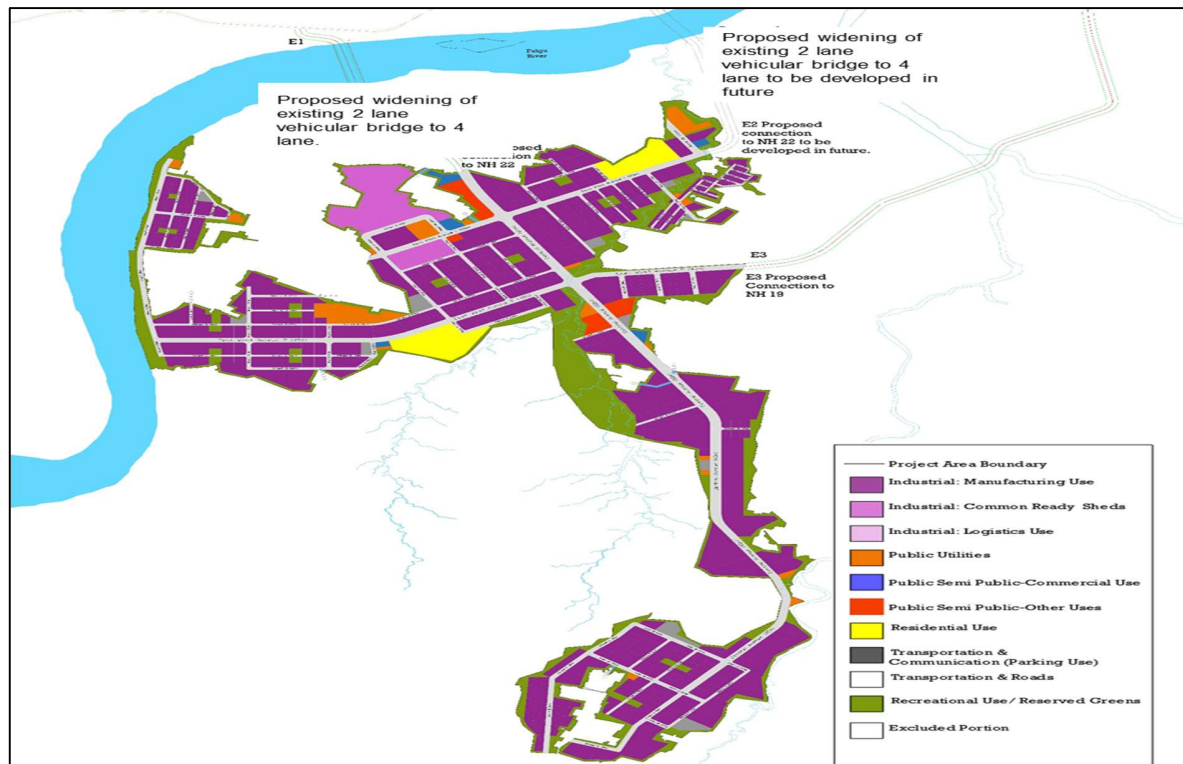 E1
Palga
River
Proposed widening of
existing 2 lane
vehicular bridge to 4
lane to be developed in
future
Proposed widening of
existing 2 lane
vehicular bridge to 4
lane.
to NH 22
E2 Proposed
connection
to NH 22 to be
developed in future.
E3
E3 Proposed
Connection to
NH 19
Project Area Boundary
Industrial: Manufacturing Use
Industrial: Common Ready Sheds
Industrial: Logistics Use
Public Utilities
Public Semi Public-Commercial Use
Public Semi Public-Other Uses
Residential Use
Transportation &
Communication (Parking Use)
Transportation & Roads
Recreational Use/ Reserved Greens
Excluded Portion